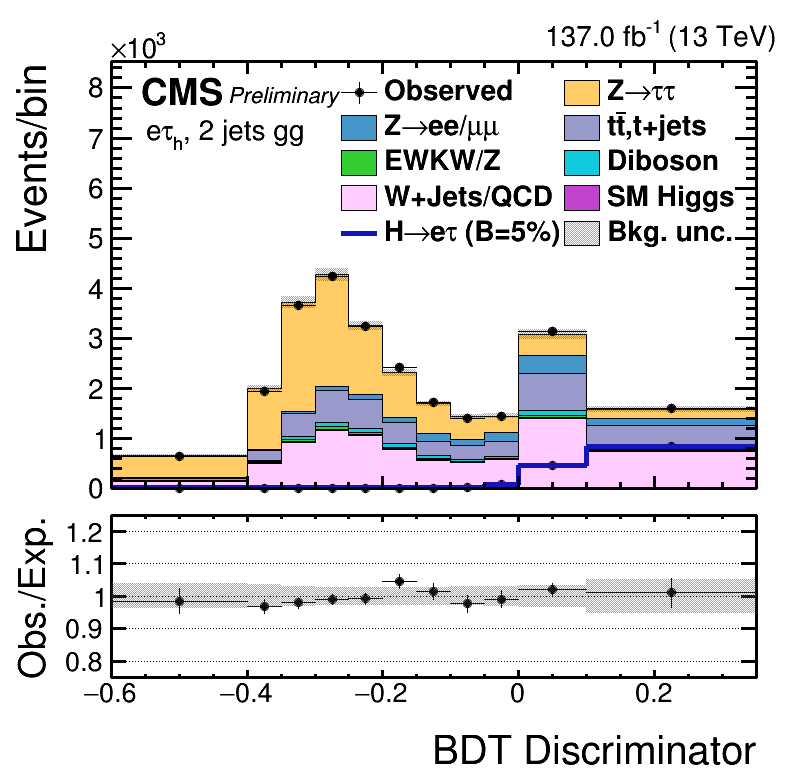 ×10³
137.0 fb⁻¹ (13 TeV)
Events/bin
CMS Preliminary
eτₕ, 2 jets gg
Observed
Z→ττ
Z→ee/μμ
tt̄,t+jets
EWKW/Z
Diboson
W+Jets/QCD
SM Higgs
H→eτ (B=5%)
Bkg. unc.
8
7
6
5
4
3
2
1
0
Obs./Exp.
1.2
1.1
1
0.9
0.8
−0.6 −0.4 −0.2 0 0.2
BDT Discriminator